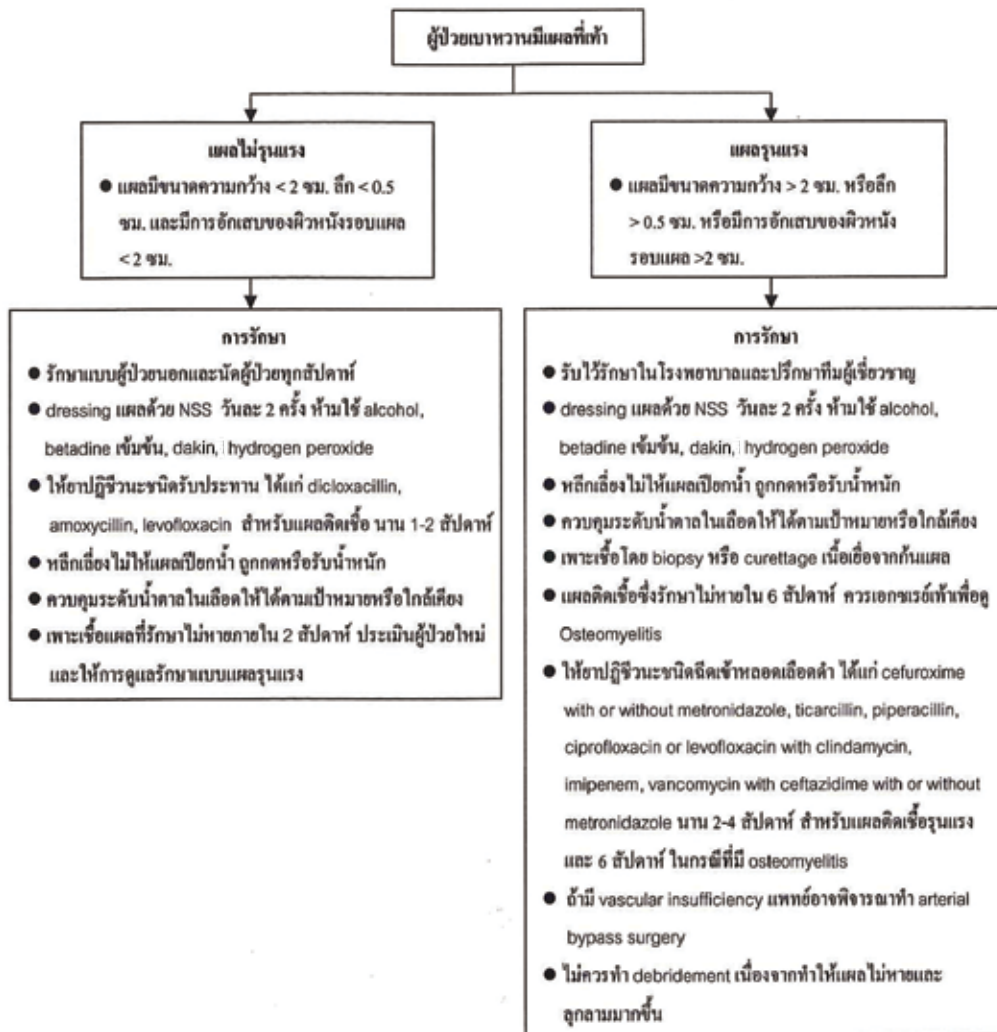 ผู้ป่วยเบาหวานมีแผลที่เท้า
แผลไม่รุนแรง
● แผลมีขนาดความกว้าง < 2 ซม. ลึก < 0.5
ซม. และมีการอักเสบของผิวหนังรอบแผล
< 2 ซม.
การรักษา
● รักษาแบบผู้ป่วยนอกและนัดผู้ป่วยทุกสัปดาห์
● dressing แผลด้วย NSS วันละ 2 ครั้ง ห้ามใช้ alcohol,
betadine เข้มข้น, dakin, hydrogen peroxide
● ให้ยาปฏิชีวนะชนิดรับประทาน ได้แก่ dicloxacillin,
amoxycillin, levofloxacin สำหรับแผลติดเชื้อ นาน 1-2 สัปดาห์
● หลีกเลี่ยงไม่ให้แผลเปียกน้ำ ถูกกดหรือรับน้ำหนัก
● ควบคุมระดับน้ำตาลในเลือดให้ได้ตามเป้าหมายหรือใกล้เคียง
● เพาะเชื้อแผลที่รักษาไม่หายภายใน 2 สัปดาห์ ประเมินผู้ป่วยใหม่
และให้การดูแลรักษาแบบแผลรุนแรง
แผลรุนแรง
● แผลมีขนาดความกว้าง > 2 ซม. หรือลึก
> 0.5 ซม. หรือมีการอักเสบของผิวหนัง
รอบแผล >2 ซม.
การรักษา
● รับไว้รักษาในโรงพยาบาลและปรึกษาทีมผู้เชี่ยวชาญ
● dressing แผลด้วย NSS วันละ 2 ครั้ง ห้ามใช้ alcohol,
betadine เข้มข้น, dakin, hydrogen peroxide
● หลีกเลี่ยงไม่ให้แผลเปียกน้ำ ถูกกดหรือรับน้ำหนัก
● ควบคุมระดับน้ำตาลในเลือดให้ได้ตามเป้าหมายหรือใกล้เคียง
● เพาะเชื้อโดย biopsy หรือ curettage เนื้อเยื่อจากก้นแผล
● แผลติดเชื้อซึ่งรักษาไม่หายใน 6 สัปดาห์ ควรเอกซเรย์เท้าเพื่อดู
Osteomyelitis
● ให้ยาปฏิชีวนะชนิดฉีดเข้าหลอดเลือดดำ ได้แก่ cefuroxime
with or without metronidazole, ticarcillin, piperacillin,
ciprofloxacin or levofloxacin with clindamycin,
imipenem, vancomycin with ceftazidime with or without
metronidazole นาน 2-4 สัปดาห์ สำหรับแผลติดเชื้อรุนแรง
และ 6 สัปดาห์ ในกรณีที่มี osteomyelitis
● ถ้ามี vascular insufficiency แพทย์อาจพิจารณาทำ arterial
bypass surgery
● ไม่ควรทำ debridement เนื่องจากทำให้แผลไม่หายและ
ลุกลามมากขึ้น